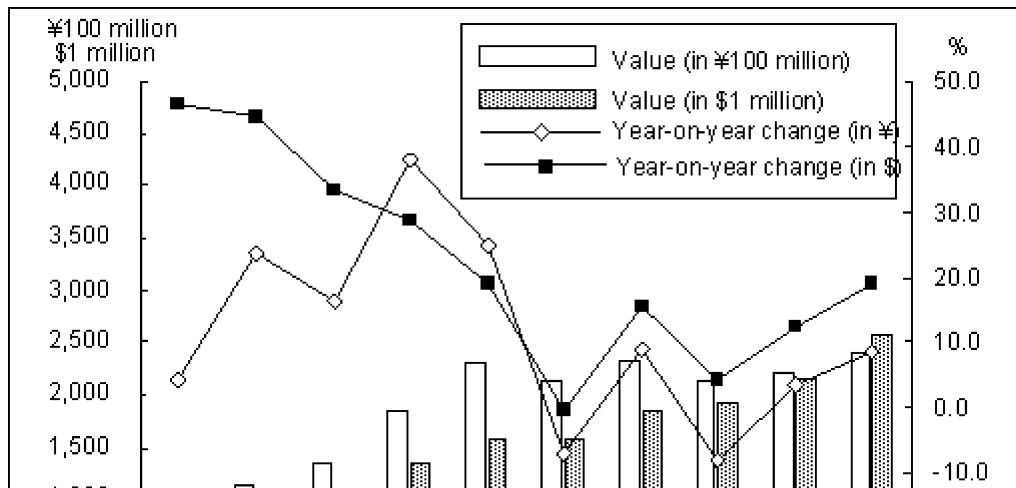 ¥100 million
$1 million
%
Value (in ¥100 million)
Value (in $1 million)
Year-on-year change (in ¥)
Year-on-year change (in $)
5,000
4,500
4,000
3,500
3,000
2,500
2,000
1,500
50.0
40.0
30.0
20.0
10.0
0.0
-10.0